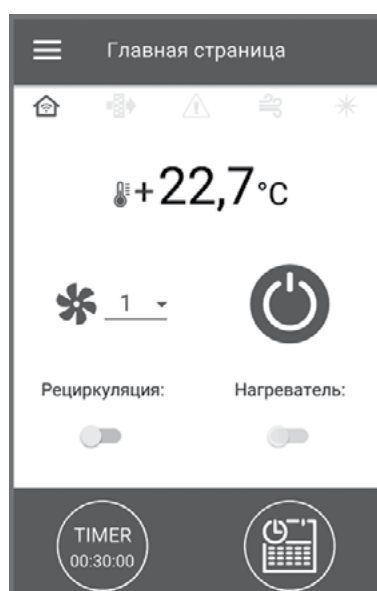 Главная страница
+22,7°C
1
Рециркуляция:
Нагреватель:
TIMER
00:30:00